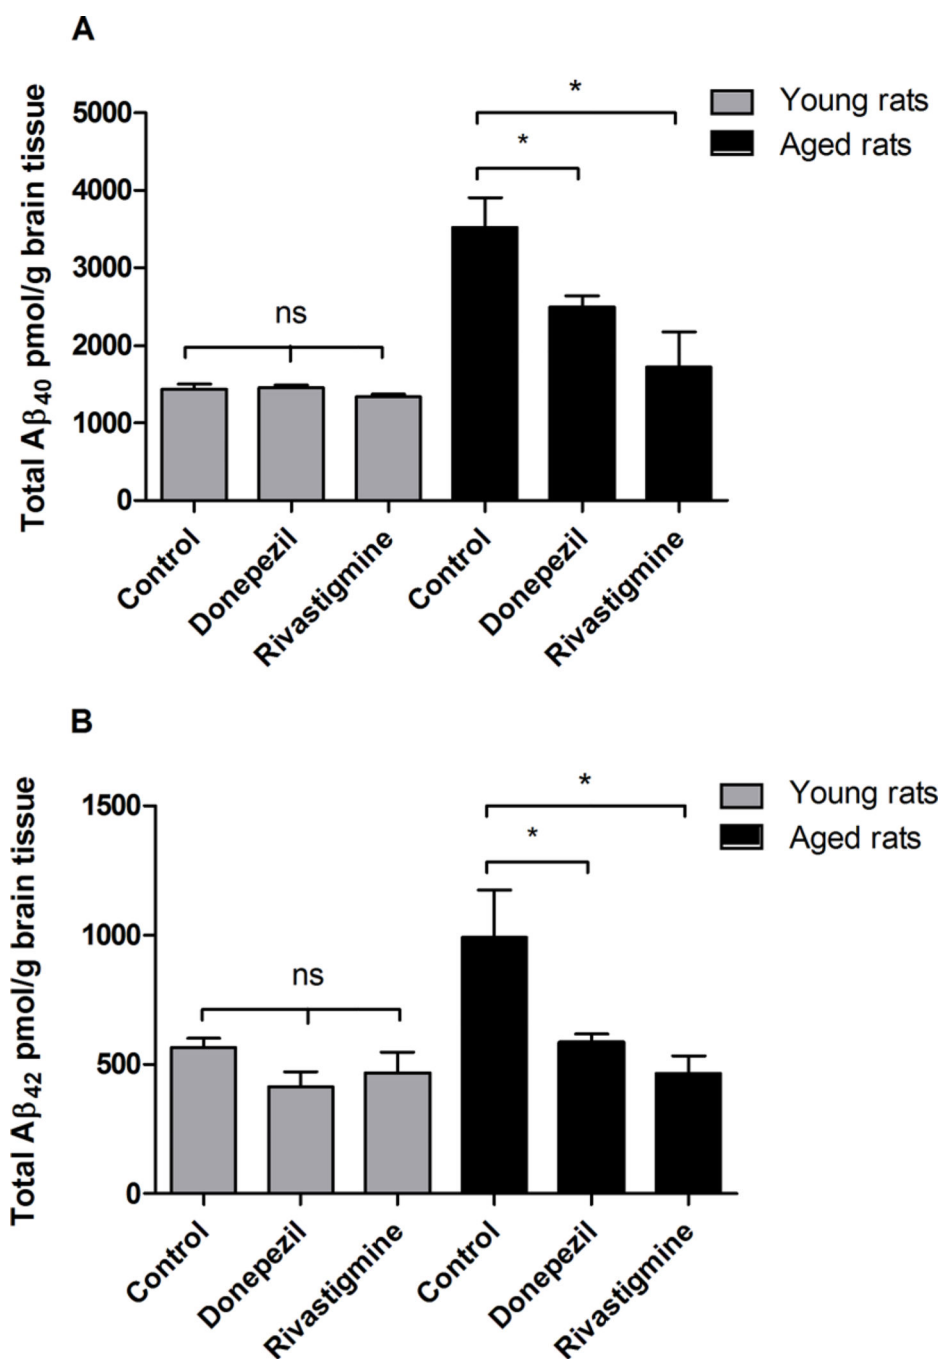 A
Total Aβ40 pmol/g brain tissue
5000
4000
3000
2000
1000
0
ns
*
*
Young rats
Aged rats
Control
Donepezil
Rivastigmine
Control
Donepezil
Rivastigmine
B
Total Aβ42 pmol/g brain tissue
1500
1000
500
0
ns
*
*
Young rats
Aged rats
Control
Donepezil
Rivastigmine
Control
Donepezil
Rivastigmine